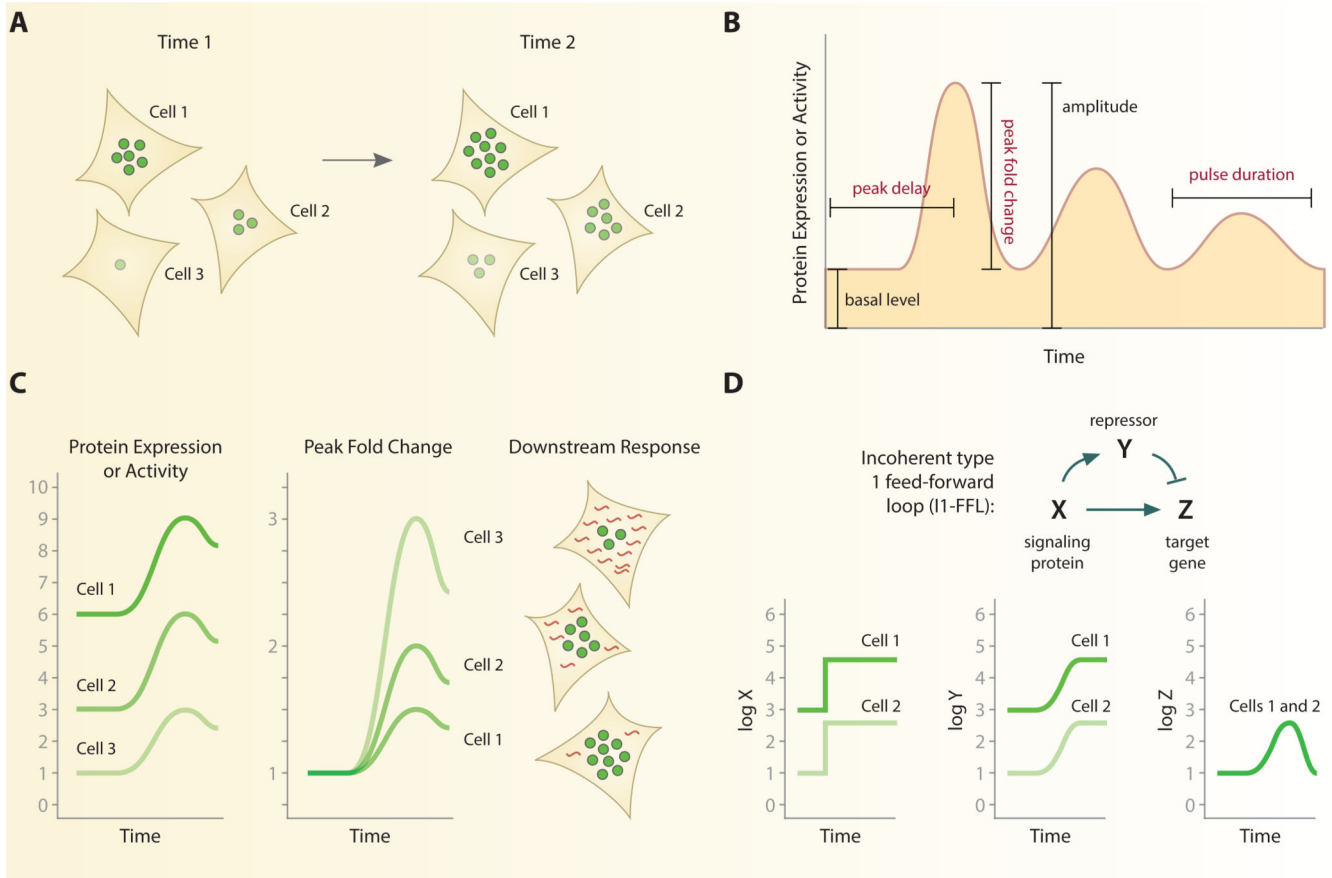 A
Time 1
Time 2
Cell 1
Cell 2
Cell 3
Cell 1
Cell 2
Cell 3
B
Protein Expression or Activity
peak delay
peak fold change
amplitude
pulse duration
basal level
Time
C
Protein Expression
or Activity
10
9
8
7
6
5
4
3
2
1
0
Cell 1
Cell 2
Cell 3
Time
Peak Fold Change
3
2
1
Cell 3
Cell 2
Cell 1
Time
Downstream Response
D
Incoherent type
1 feed-forward
loop (I1-FFL):
repressor
Y
X
Z
signaling
protein
target
gene
log X
6
5
4
3
2
1
0
Cell 1
Cell 2
Time
log Y
6
5
4
3
2
1
0
Cell 1
Cell 2
Time
log Z
6
5
4
3
2
1
0
Cells 1 and 2
Time